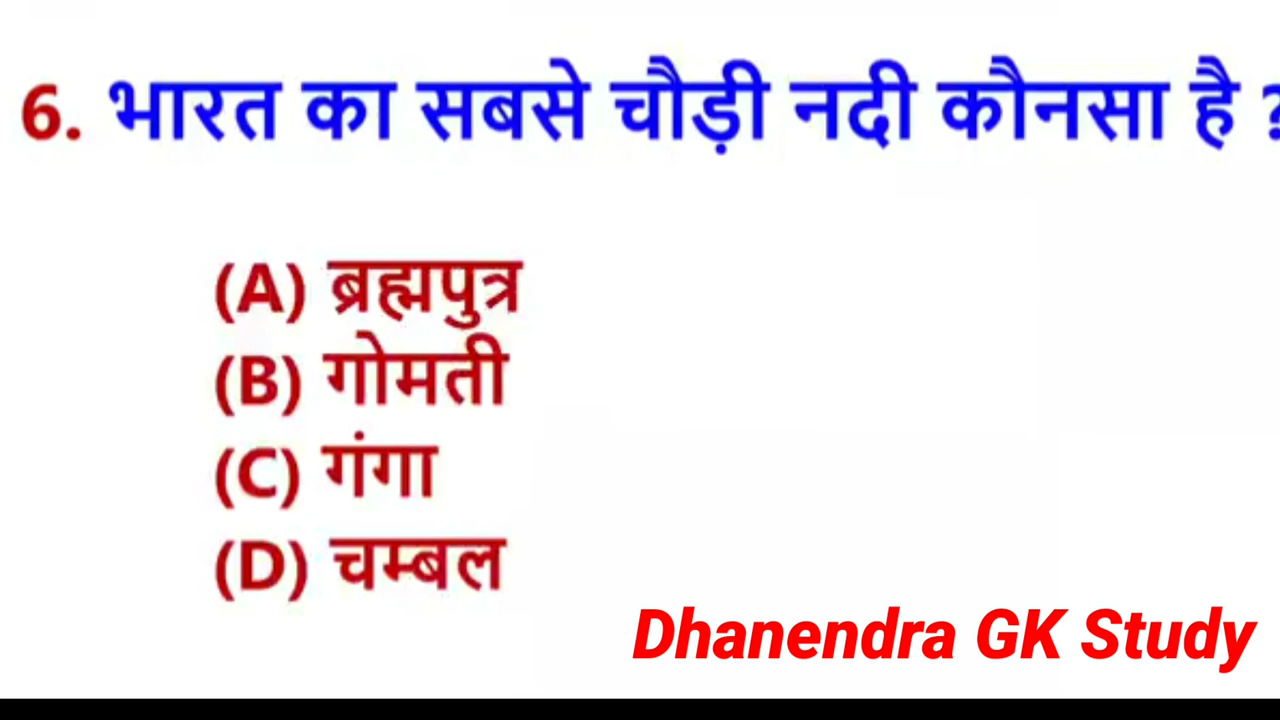 6. भारत का सबसे चौड़ी नदी कौनसा है ?
(A) ब्रह्मपुत्र
(B) गोमती
(C) गंगा
(D) चम्बल
Dhanendra GK Study